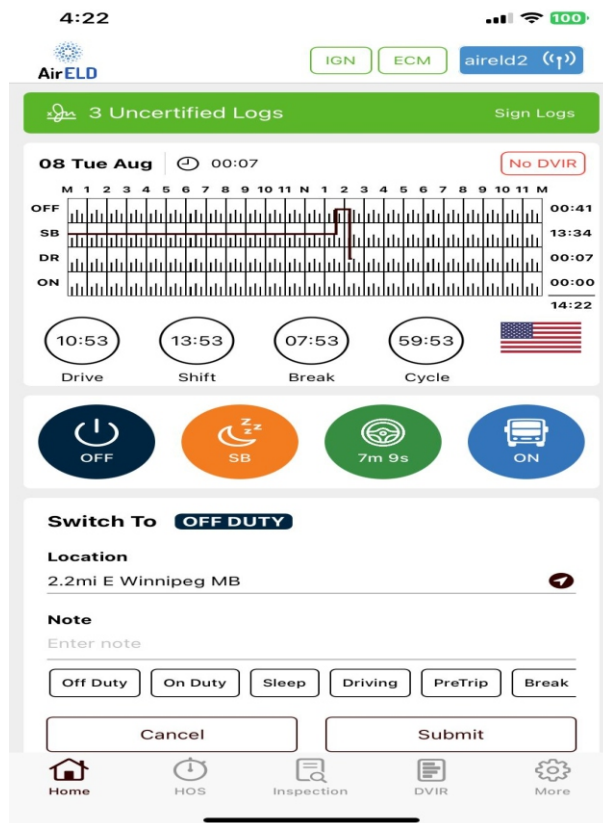 4:22
100
AirELD
IGN ECM aireld2
3 Uncertified Logs Sign Logs
08 Tue Aug 00:07 No DVIR
M 1 2 3 4 5 6 7 8 9 10 11 N 1 2 3 4 5 6 7 8 9 10 11 M
OFF 00:41
SB 13:34
DR 00:07
ON 00:00
14:22
10:53 13:53 07:53 59:53
Drive Shift Break Cycle
z z z
OFF SB 7m 9s ON
Switch To OFF DUTY
Location
2.2mi E Winnipeg MB
Note
Enter note
Off Duty On Duty Sleep Driving PreTrip Break
Cancel Submit
Home HOS Inspection DVIR More